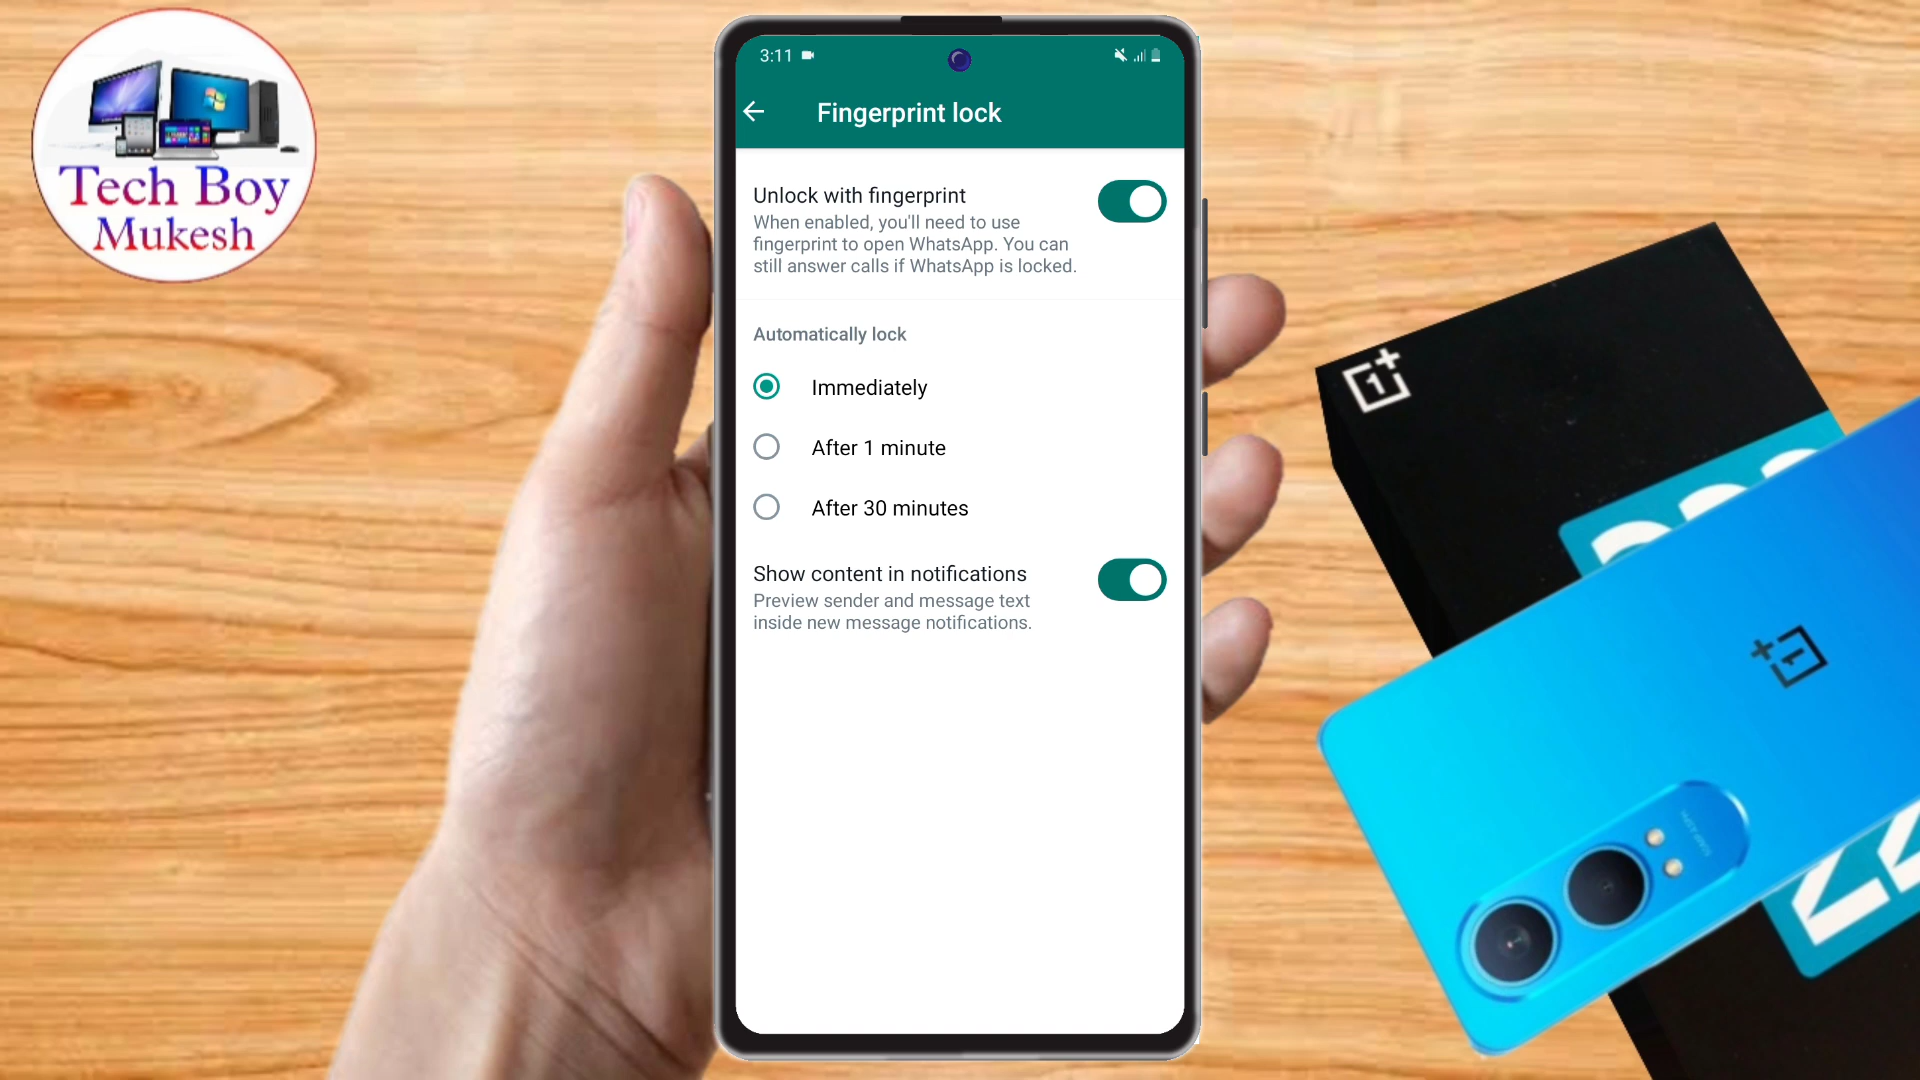 Tech Boy
Mukesh
3:11
Fingerprint lock
Unlock with fingerprint
When enabled, you'll need to use
fingerprint to open WhatsApp. You can
still answer calls if WhatsApp is locked.
Automatically lock
Immediately
After 1 minute
After 30 minutes
Show content in notifications
Preview sender and message text
inside new message notifications.
1
1